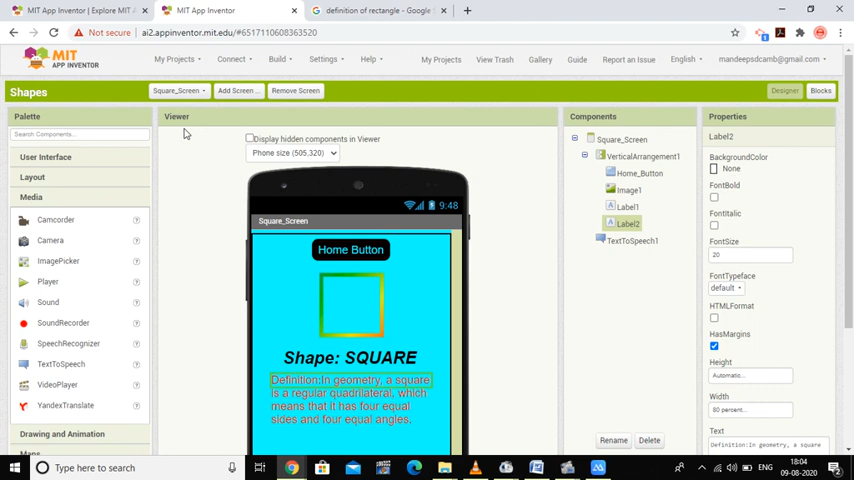 MIT App Inventor | Explore MIT A
MIT App Inventor
definition of rectangle - Google S
Not secure | ai2.appinventor.mit.edu/#6517110608363520
MIT
APP INVENTOR
My Projects
Connect
Build
Settings
Help
My Projects
View Trash
Gallery
Guide
Report an Issue
English
mandeepsdcamb@gmail.com
Shapes
Square_Screen
Add Screen ...
Remove Screen
Designer
Blocks
Palette
Search Components...
User Interface
Layout
Media
Camcorder
Camera
ImagePicker
Player
Sound
SoundRecorder
SpeechRecognizer
TextToSpeech
VideoPlayer
YandexTranslate
Drawing and Animation
Maps
Viewer
Display hidden components in Viewer
Phone size (505,320)
9:48
Square_Screen
Home Button
Shape: SQUARE
Definition:In geometry, a square
is a regular quadrilateral, which
means that it has four equal
sides and four equal angles.
Components
Square_Screen
VerticalArrangement1
Home_Button
Image1
Label1
Label2
TextToSpeech1
Rename
Delete
Properties
Label2
BackgroundColor
None
FontBold
FontItalic
FontSize
20
FontTypeface
default
HTMLFormat
HasMargins
Height
Automatic...
Width
80 percent...
Text
Definition:In geometry, a square
Type here to search
ENG
18:04
09-08-2020
2